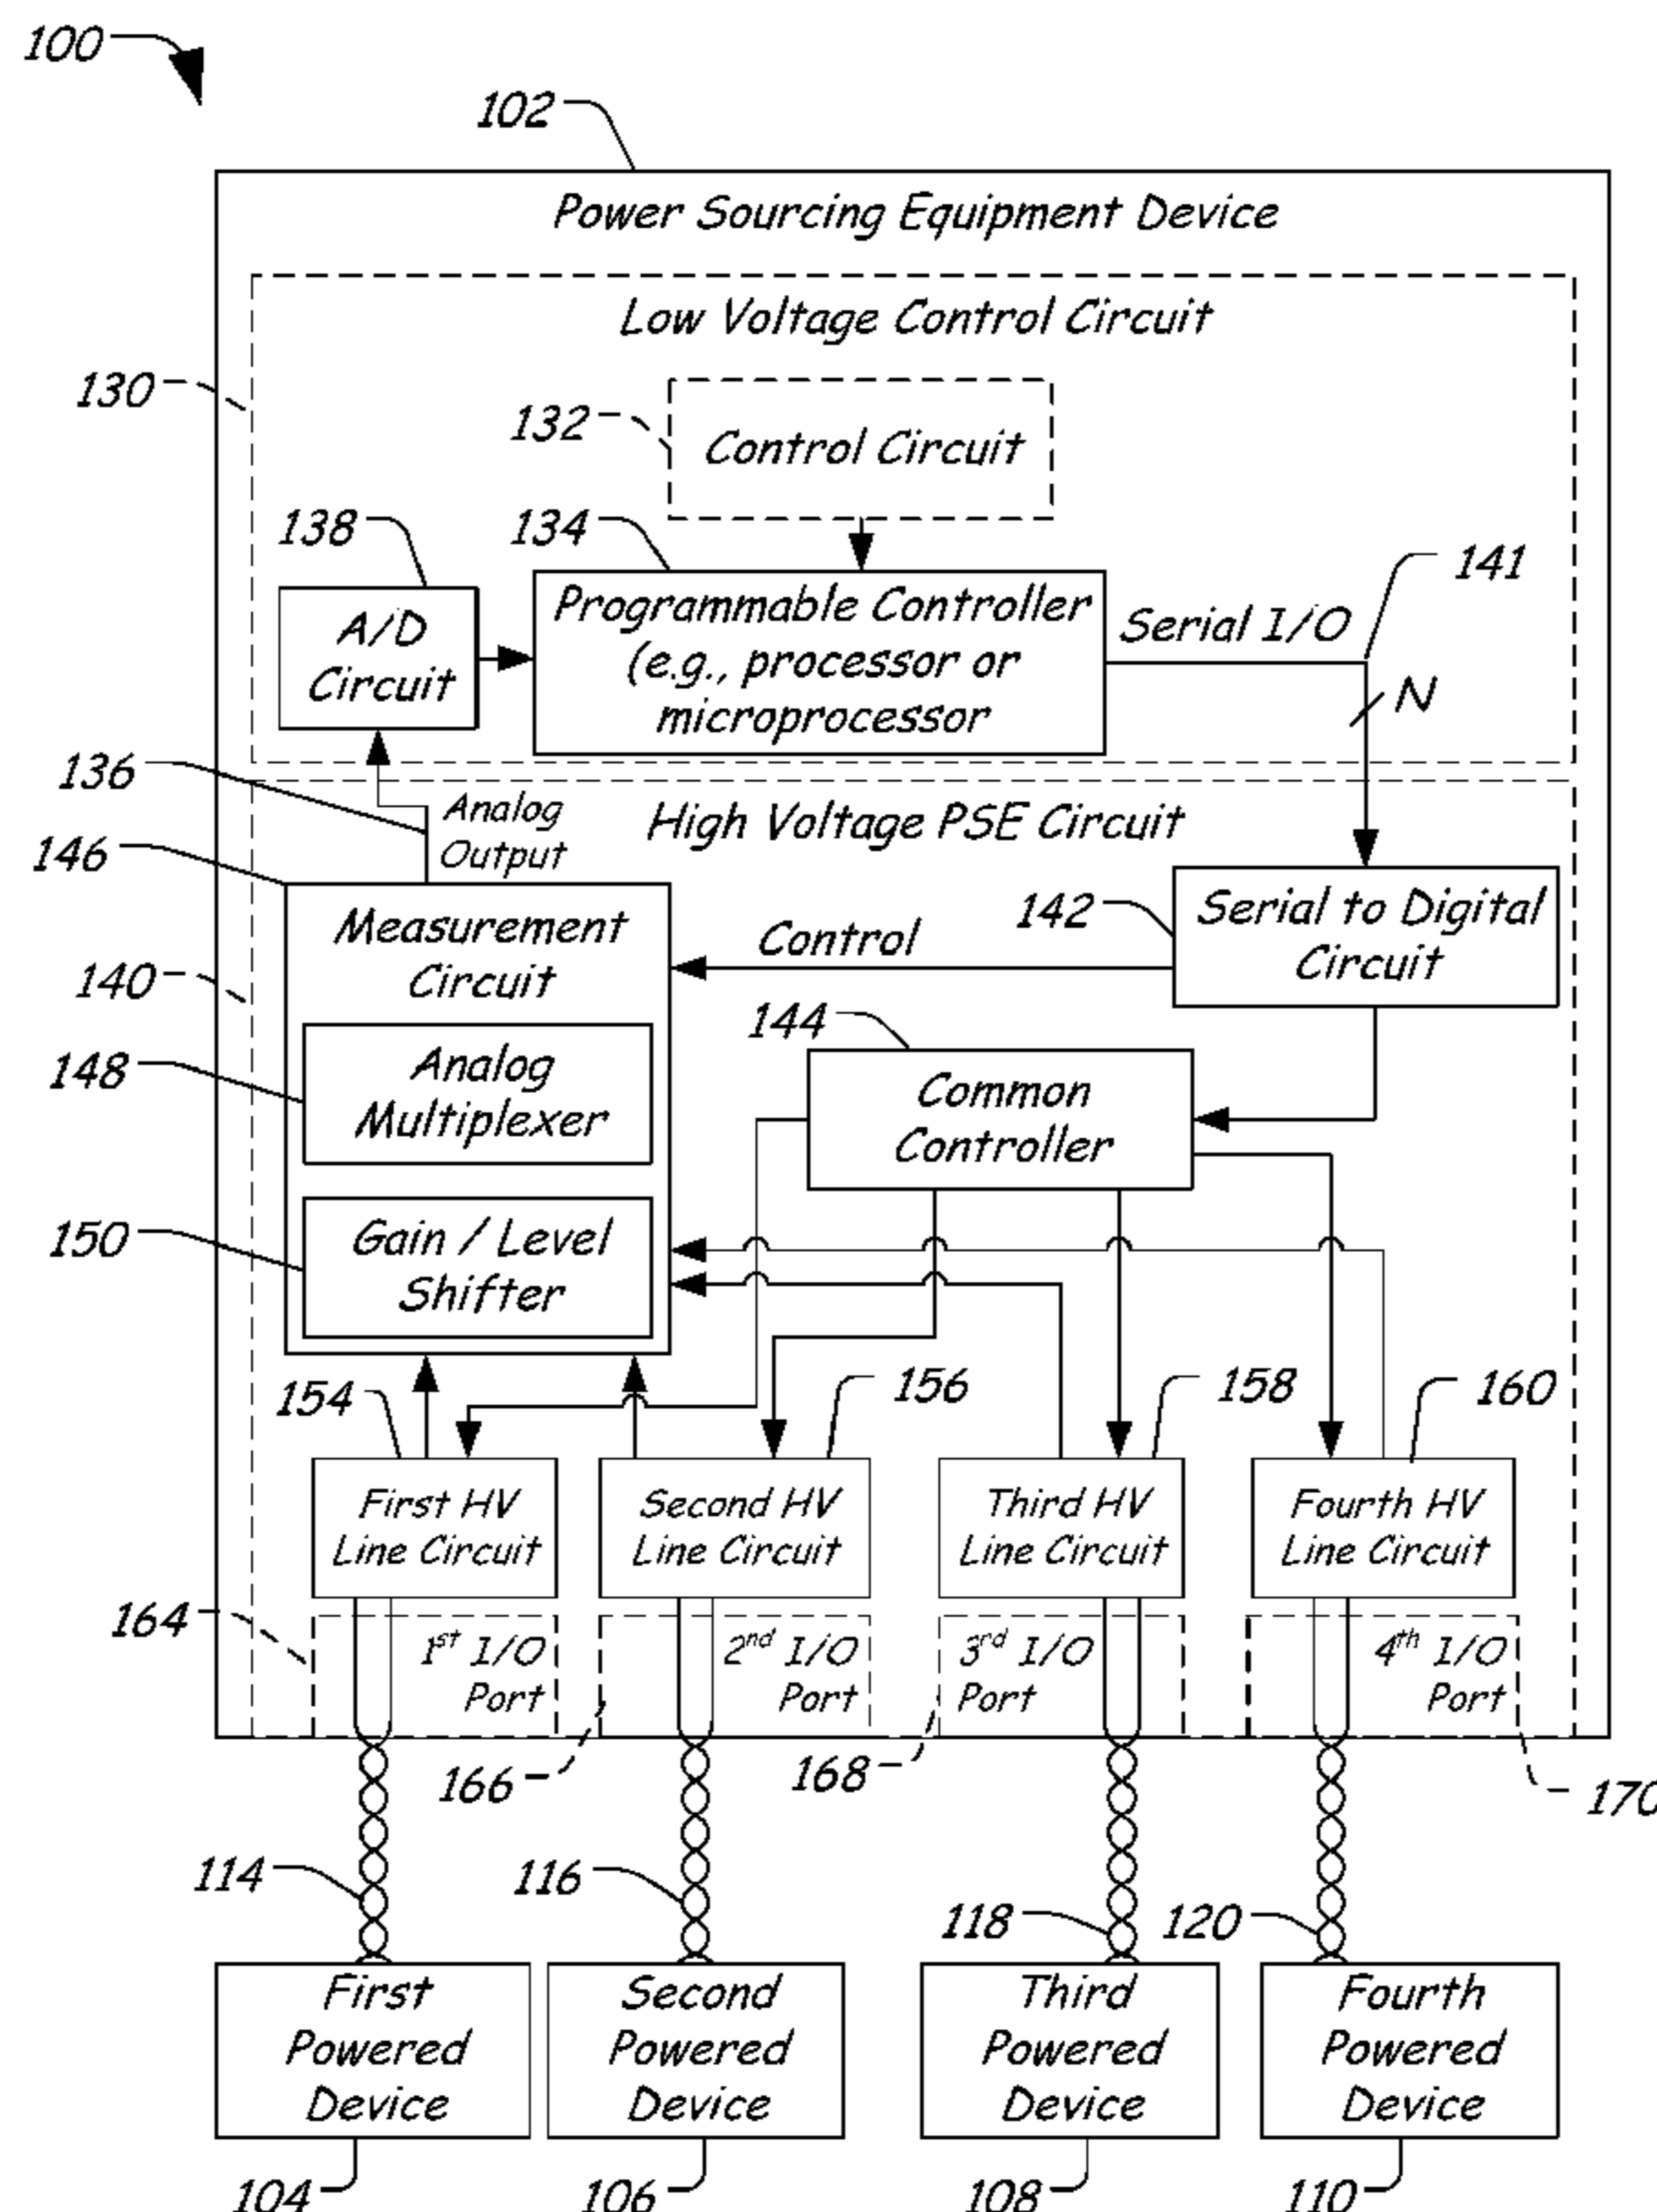 100
102
Power Sourcing Equipment Device
Low Voltage Control Circuit
130
132
Control Circuit
138
134
141
A/D
Circuit
Programmable Controller
(e.g., processor or
microprocessor
Serial I/O
N
136
Analog
Output
High Voltage PSE Circuit
146
Measurement
Circuit
Control
142
Serial to Digital
Circuit
140
144
148
Analog
Multiplexer
Common
Controller
150
Gain / Level
Shifter
154
156
158
160
First HV
Line Circuit
Second HV
Line Circuit
Third HV
Line Circuit
Fourth HV
Line Circuit
164
1st I/O
Port
2nd I/O
Port
3rd I/O
Port
4th I/O
Port
166
168
170
114
116
118
120
First
Powered
Device
Second
Powered
Device
Third
Powered
Device
Fourth
Powered
Device
104
106
108
110